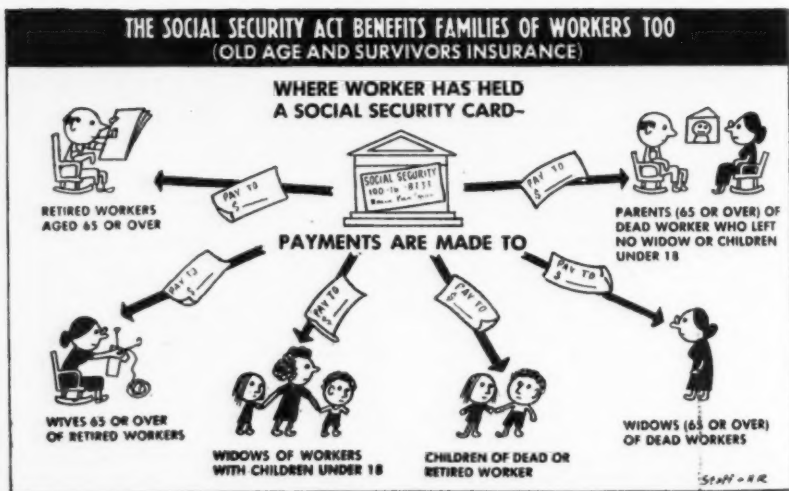 THE SOCIAL SECURITY ACT BENEFITS FAMILIES OF WORKERS TOO
(OLD AGE AND SURVIVORS INSURANCE)
WHERE WORKER HAS HELD
A SOCIAL SECURITY CARD—
SOCIAL SECURITY
PAY TO
$
PAY TO
$
RETIRED WORKERS
AGED 65 OR OVER
PARENTS (65 OR OVER) OF
DEAD WORKER WHO LEFT
NO WIDOW OR CHILDREN
UNDER 18
PAYMENTS ARE MADE TO
PAY TO
$
PAY TO
PAY TO
$
PAY TO
$
WIVES 65 OR OVER
OF RETIRED WORKERS
WIDOWS OF WORKERS
WITH CHILDREN UNDER 18
CHILDREN OF DEAD OR
RETIRED WORKER
WIDOWS (65 OR OVER)
OF DEAD WORKERS